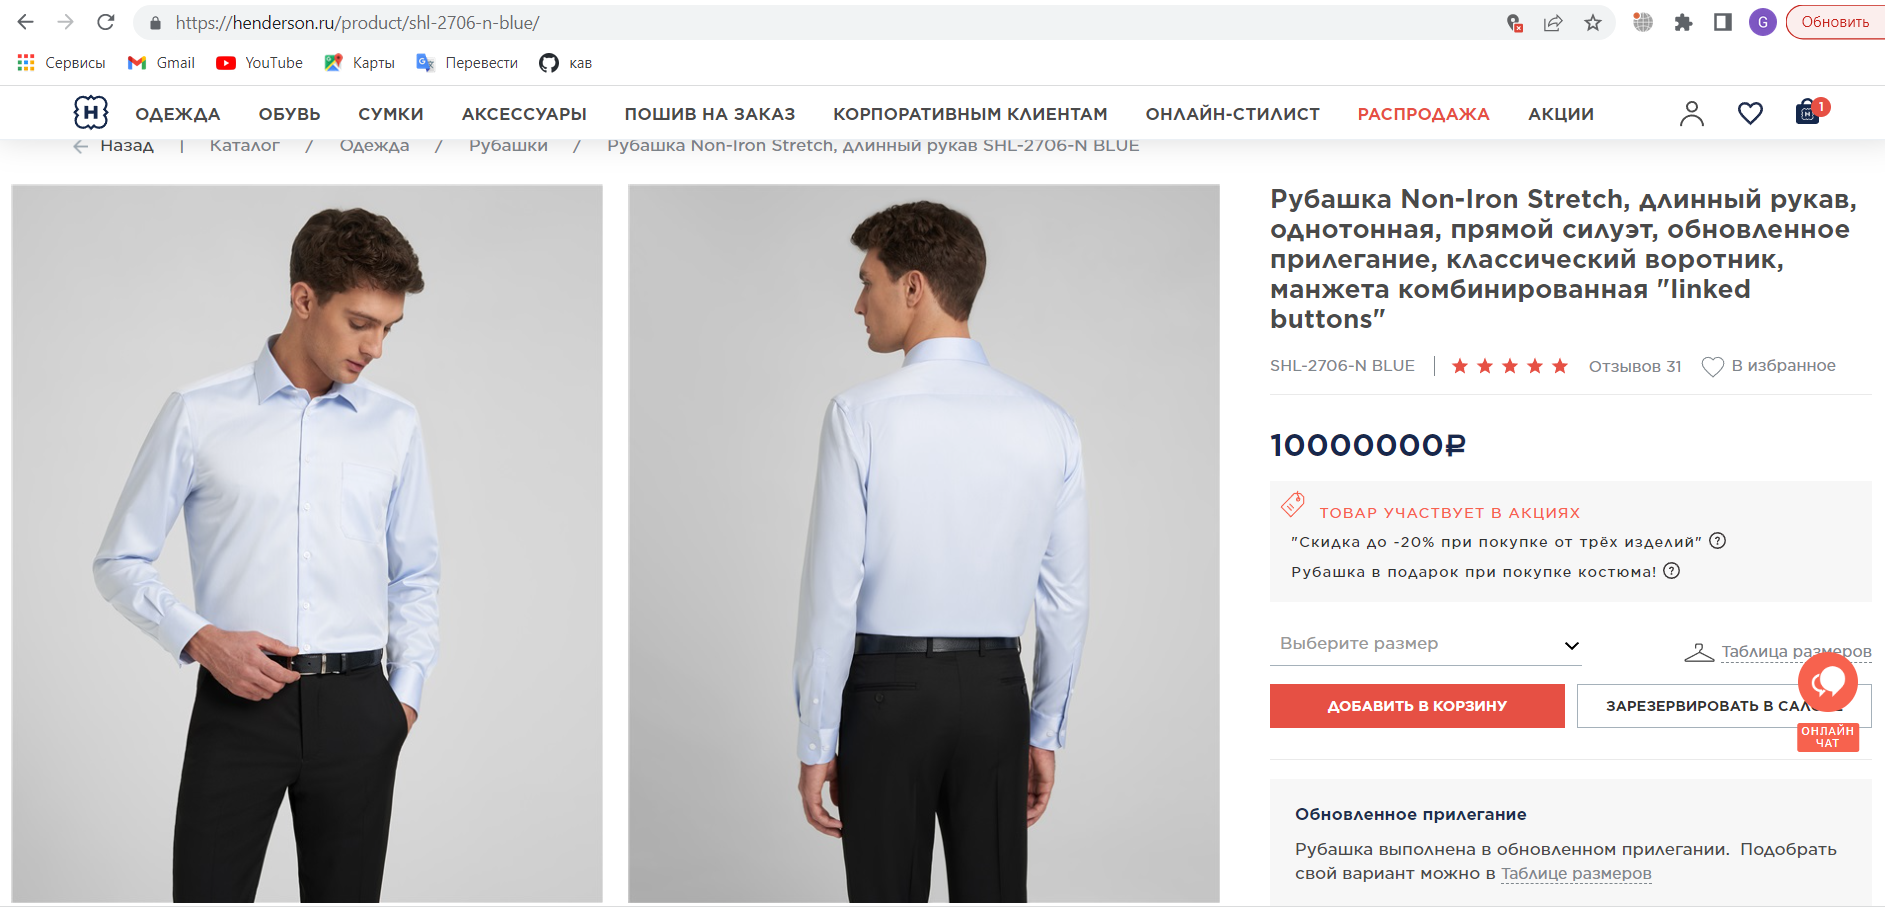 https://henderson.ru/product/shl-2706-n-blue/
G
Обновить
Сервисы
Gmail
YouTube
Карты
Перевести
кав
H
ОДЕЖДА
ОБУВЬ
СУМКИ
АКСЕССУАРЫ
ПОШИВ НА ЗАКАЗ
КОРПОРАТИВНЫМ КЛИЕНТАМ
ОНЛАЙН-СТИЛИСТ
РАСПРОДАЖА
АКЦИИ
1
Назад | Каталог / Одежда / Рубашки / Рубашка Non-Iron Stretch, длинный рукав SHL-2706-N BLUE
Рубашка Non-Iron Stretch, длинный рукав,
однотонная, прямой силуэт, обновленное
прилегание, классический воротник,
манжета комбинированная "linked
buttons"
SHL-2706-N BLUE
Отзывов 31
В избранное
10000000₽
ТОВАР УЧАСТВУЕТ В АКЦИЯХ
"Скидка до -20% при покупке от трёх изделий" ?
Рубашка в подарок при покупке костюма! ?
Выберите размер
Таблица размеров
ДОБАВИТЬ В КОРЗИНУ
ЗАРЕЗЕРВИРОВАТЬ В
ОНЛАЙН
ЧАТ
Обновленное прилегание
Рубашка выполнена в обновленном прилегании. Подобрать
свой вариант можно в Таблице размеров